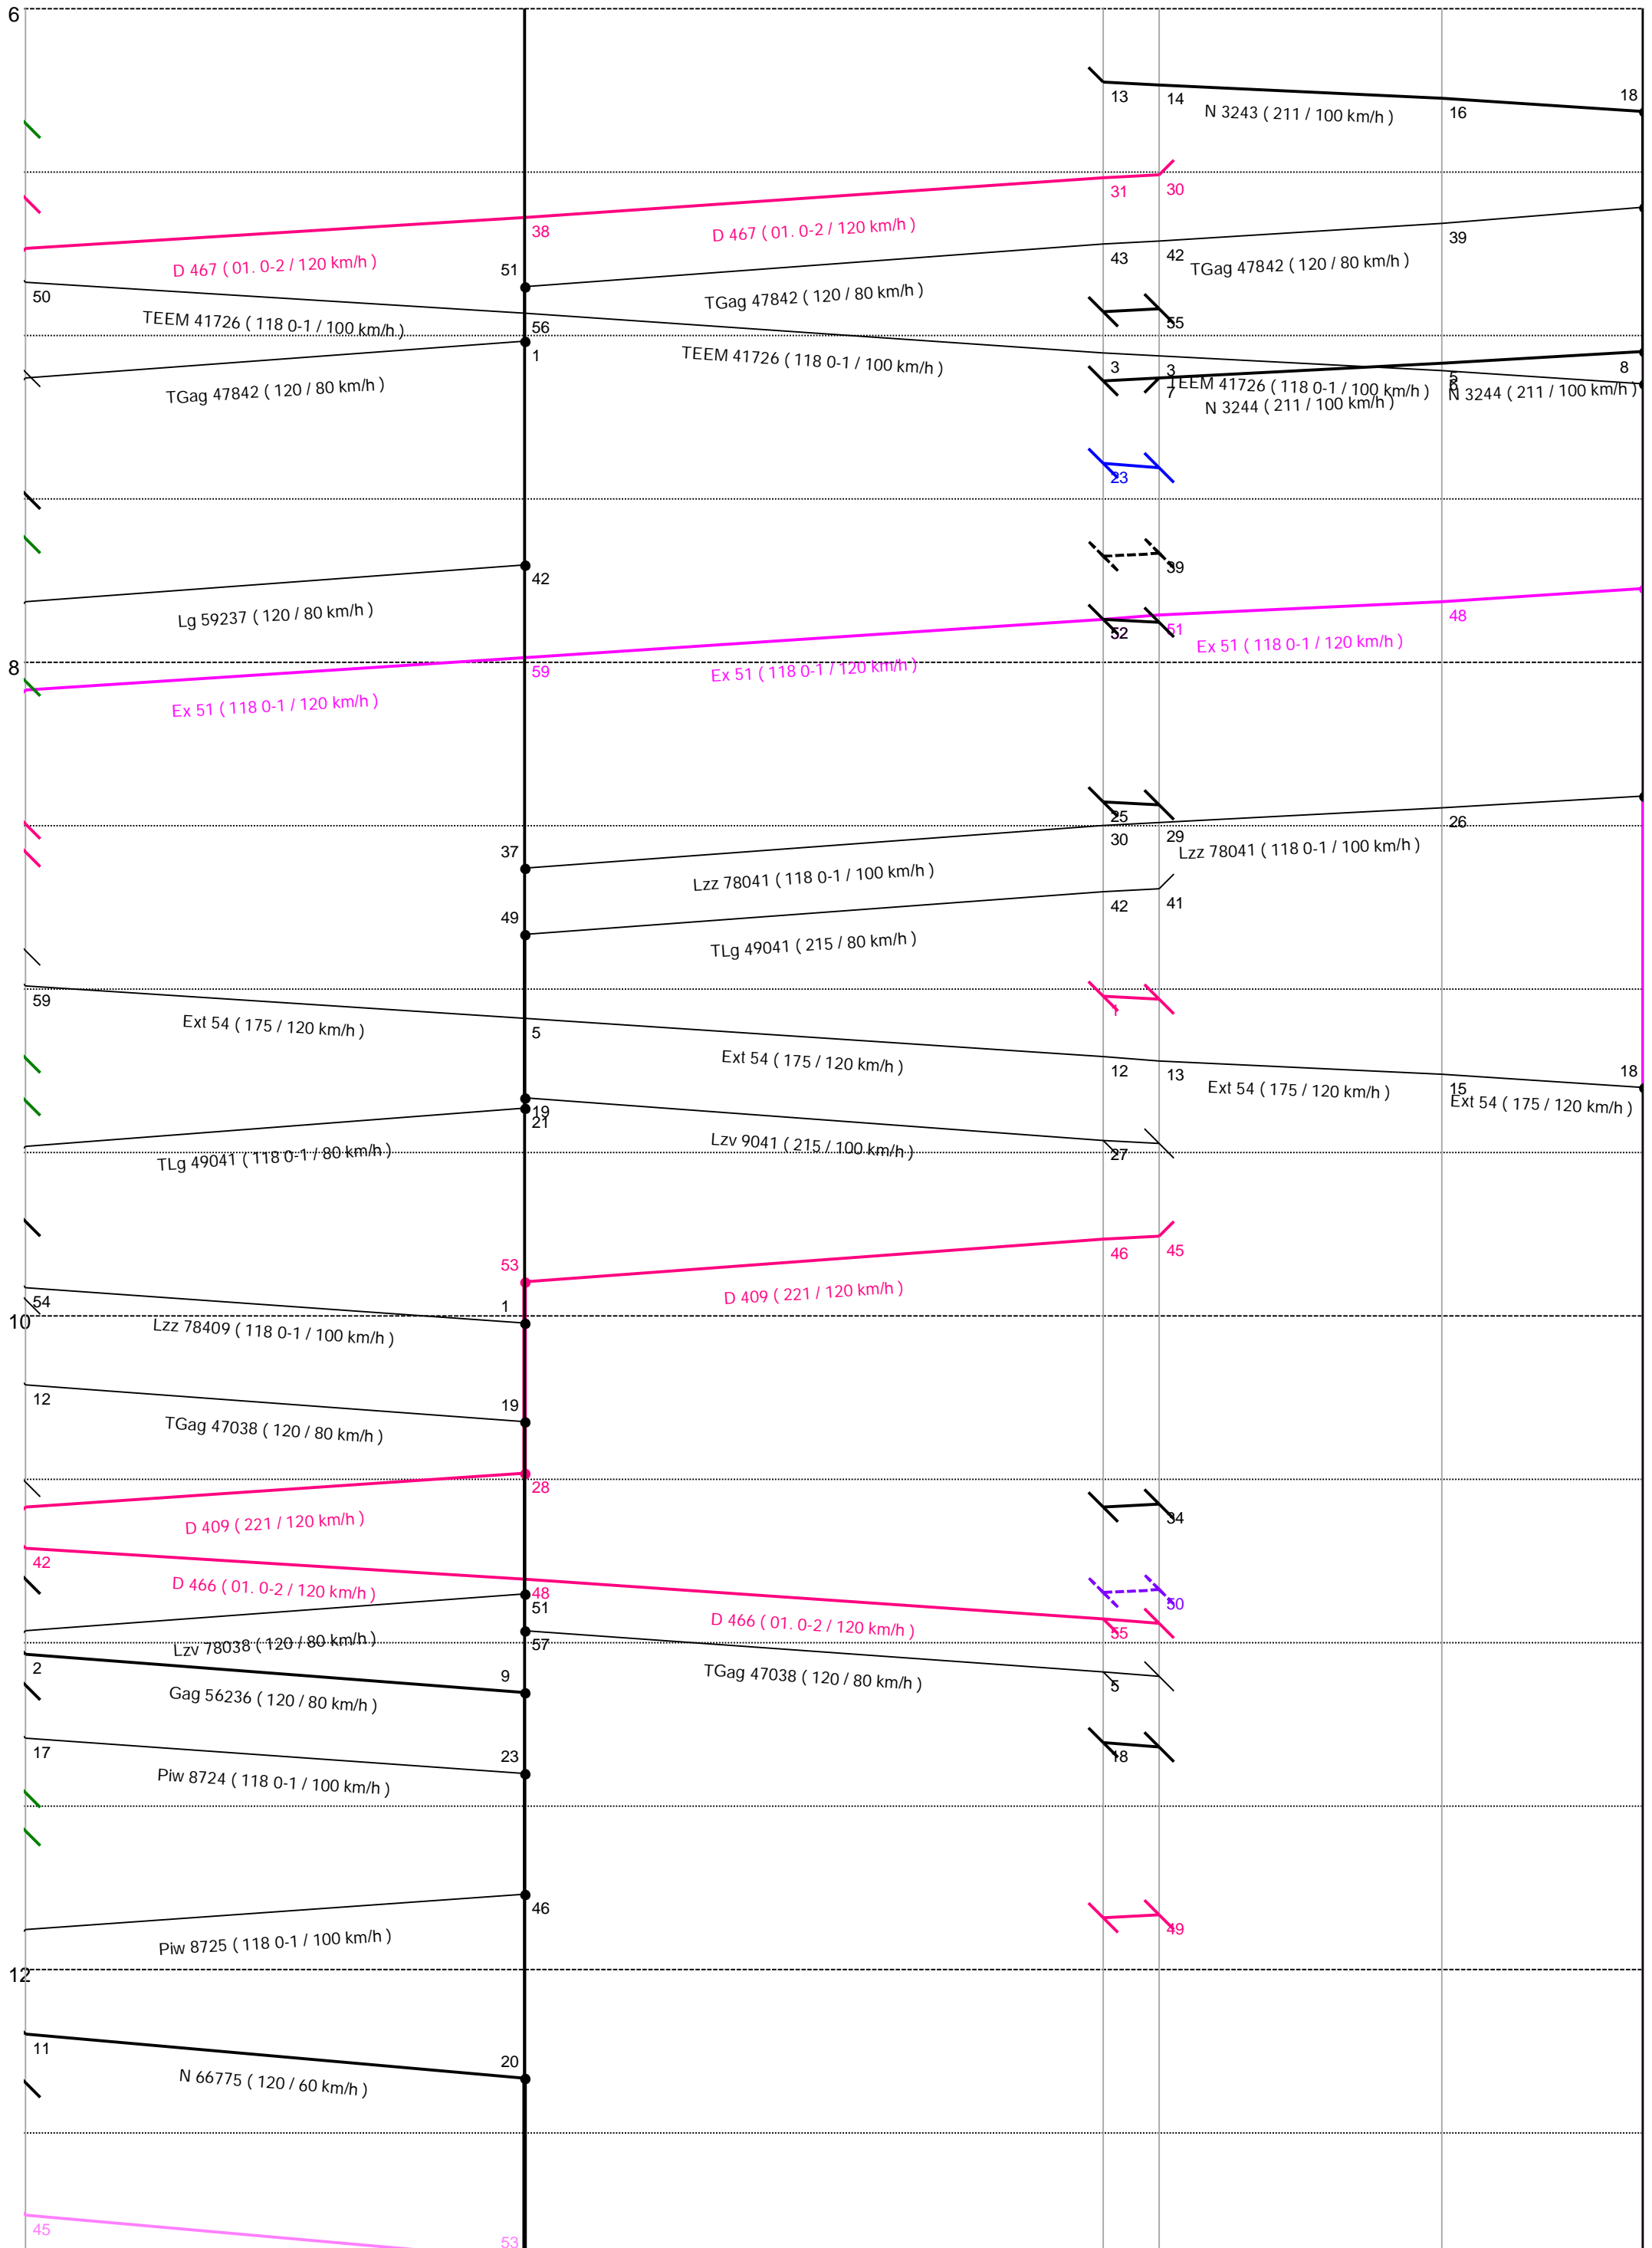 6
13
14
N 3243 ( 211 / 100 km/h )
16
18
31
30
38
D 467 ( 01. 0-2 / 120 km/h )
D 467 ( 01. 0-2 / 120 km/h )
51
43
42
39
TGag 47842 ( 120 / 80 km/h )
50
TGag 47842 ( 120 / 80 km/h )
TEEM 41726 ( 118 0-1 / 100 km/h )
56
55
1
TEEM 41726 ( 118 0-1 / 100 km/h )
3
3
8
5
6
TGag 47842 ( 120 / 80 km/h )
7
TEEM 41726 ( 118 0-1 / 100 km/h )
N 3244 ( 211 / 100 km/h )
N 3244 ( 211 / 100 km/h )
23
39
42
Lg 59237 ( 120 / 80 km/h )
52
51
48
Ex 51 ( 118 0-1 / 120 km/h )
8
59
Ex 51 ( 118 0-1 / 120 km/h )
Ex 51 ( 118 0-1 / 120 km/h )
25
26
30
29
Lzz 78041 ( 118 0-1 / 100 km/h )
37
Lzz 78041 ( 118 0-1 / 100 km/h )
42
41
49
TLg 49041 ( 215 / 80 km/h )
59
1
Ext 54 ( 175 / 120 km/h )
5
Ext 54 ( 175 / 120 km/h )
12
13
Ext 54 ( 175 / 120 km/h )
15
18
Ext 54 ( 175 / 120 km/h )
19
21
Lzv 9041 ( 215 / 100 km/h )
27
TLg 49041 ( 118 0-1 / 80 km/h )
46
45
53
D 409 ( 221 / 120 km/h )
54
1
10
Lzz 78409 ( 118 0-1 / 100 km/h )
12
19
TGag 47038 ( 120 / 80 km/h )
28
D 409 ( 221 / 120 km/h )
34
42
D 466 ( 01. 0-2 / 120 km/h )
48
51
50
D 466 ( 01. 0-2 / 120 km/h )
55
Lzv 78038 ( 120 / 80 km/h )
57
2
9
TGag 47038 ( 120 / 80 km/h )
5
Gag 56236 ( 120 / 80 km/h )
17
23
18
Piw 8724 ( 118 0-1 / 100 km/h )
46
49
Piw 8725 ( 118 0-1 / 100 km/h )
12
11
20
N 66775 ( 120 / 60 km/h )
45
53